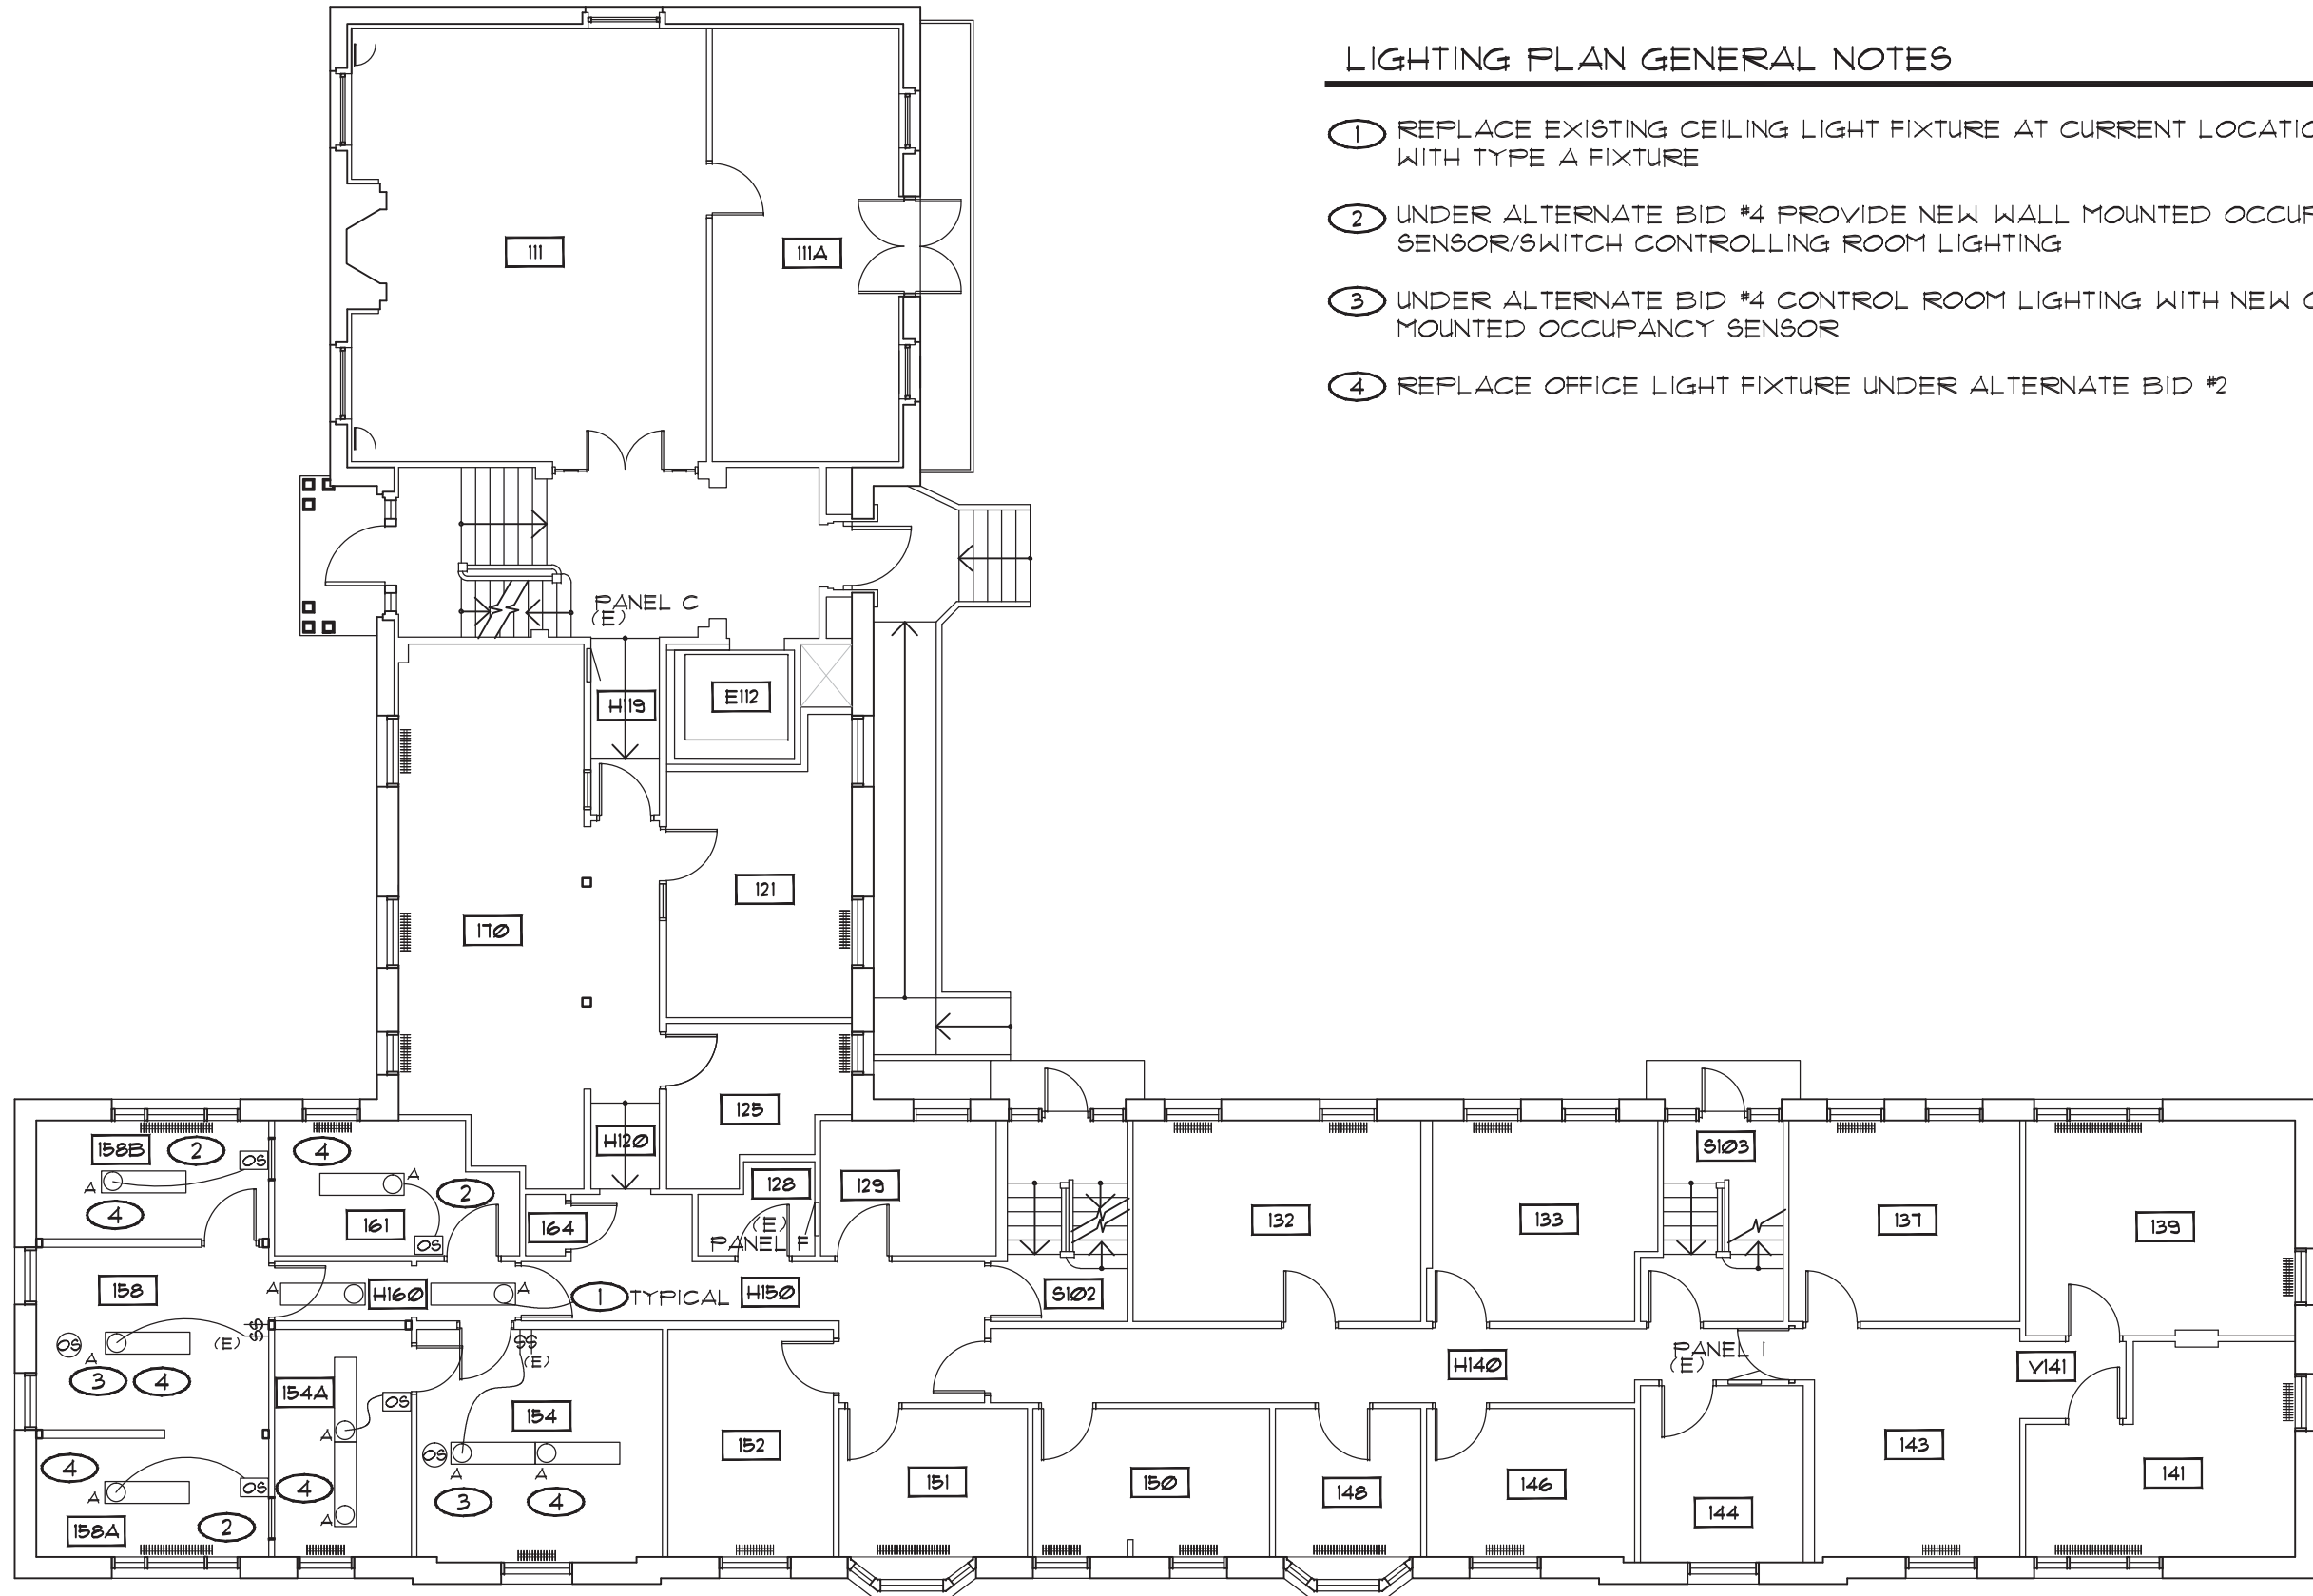 LIGHTING PLAN GENERAL NOTES
1 REPLACE EXISTING CEILING LIGHT FIXTURE AT CURRENT
WITH TYPE A FIXTURE
2 UNDER ALTERNATE BID #4 PROVIDE NEW WALL MOUNTED
SENSOR/SWITCH CONTROLLING ROOM LIGHTING
3 UNDER ALTERNATE BID #4 CONTROL ROOM LIGHTING WITH NEW
MOUNTED OCCUPANCY SENSOR
4 REPLACE OFFICE LIGHT FIXTURE UNDER ALTERNATE BID #2
111
111A
PANEL C
(E)
H119
E112
121
170
125
H120
158B
2
OS
A
4
4
A
2
161
OS
164
128
129
(E)
PANEL F
S103
132
133
137
139
158
A
H160
A
1 TYPICAL
H150
S102
OS
A
(E)
SS
3
4
SS
(E)
154A
OS
A
154
H140
PANEL I
(E)
V141
4
A
OS
158A
2
4
A
OS
A
A
3
4
152
151
150
148
146
144
143
141